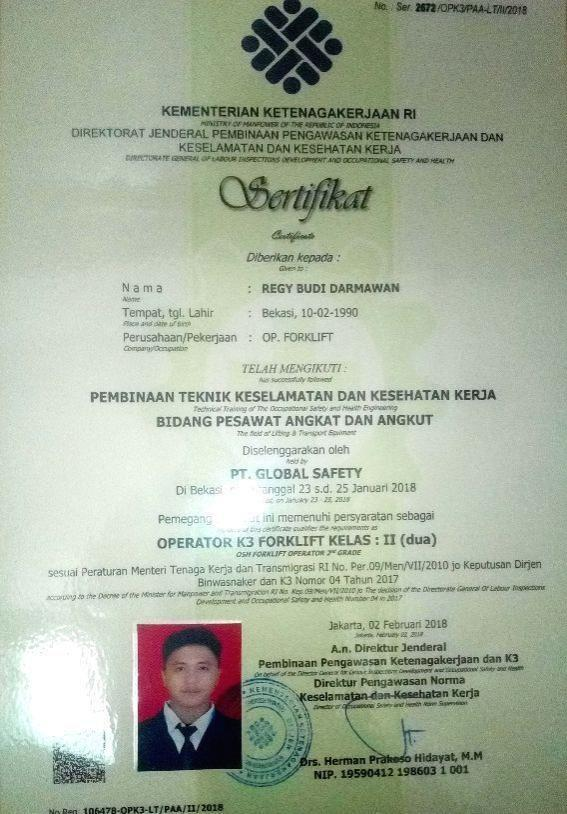 No. Ser. 2672/OPK3/PAA-LT/II/2018
KEMENTERIAN KETENAGAKERJAAN RI
MINISTRY OF MANPOWER OF THE REPUBLIC OF INDONESIA
DIREKTORAT JENDERAL PEMBINAAN PENGAWASAN KETENAGAKERJAAN DAN
KESELAMATAN DAN KESEHATAN KERJA
DIRECTORATE GENERAL OF LABOUR INSPECTIONS DEVELOPMENT AND OCCUPATIONAL SAFETY AND HEALTH
Sertifikat
Certificate
Diberikan kepada :
Given to :
Nama : REGY BUDI DARMAWAN
Name
Tempat, tgl. Lahir : Bekasi, 10-02-1990
Place and date of birth
Perusahaan/Pekerjaan : OP. FORKLIFT
Company/Occupation
TELAH MENGIKUTI :
has successfully followed
PEMBINAAN TEKNIK KESELAMATAN DAN KESEHATAN KERJA
Technical Training of The Occupational Safety and Health Engineering
BIDANG PESAWAT ANGKAT DAN ANGKUT
The field of Lifting & Transport
Diselenggarakan oleh
held by
PT. GLOBAL SAFETY
Di Bekasi, tanggal 23 s.d. 25 Januari 2018
on January 23 - 25, 2018
Pemegang ini memenuhi persyaratan sebagai
of this certificate qualifies the requirements as
OPERATOR K3 FORKLIFT KELAS : II (dua)
OSH FORKLIFT OPERATOR 2nd GRADE
sesuai Peraturan Menteri Tenaga Kerja dan Transmigrasi RI No. Per.09/Men/VII/2010 jo Keputusan Dirjen
Binwasnaker dan K3 Nomor 04 Tahun 2017
according to the Decree of the Minister for Manpower and Transmigration RI No. Kep.09/Men/VII/2010 jo The decision of the Directorate General Of Labour Inspections
Development and Occupational Safety and Health Number 04 in 2017
Jakarta, 02 Februari 2018
Jakarta, February 02, 2018
A.n. Direktur Jenderal
Pembinaan Pengawasan Ketenagakerjaan dan K3
On behalf of the Director General for Labour Inspections Development and Occupational Safety and Health
Direktur Pengawasan Norma
Keselamatan dan Kesehatan Kerja
Director of Occupational Safety and Health Norm Supervision
Drs. Herman Prakoso Hidayat, M.M
NIP. 19590412 198603 1 001
No.Reg. 106478-OPK3-LT/PAA/II/2018